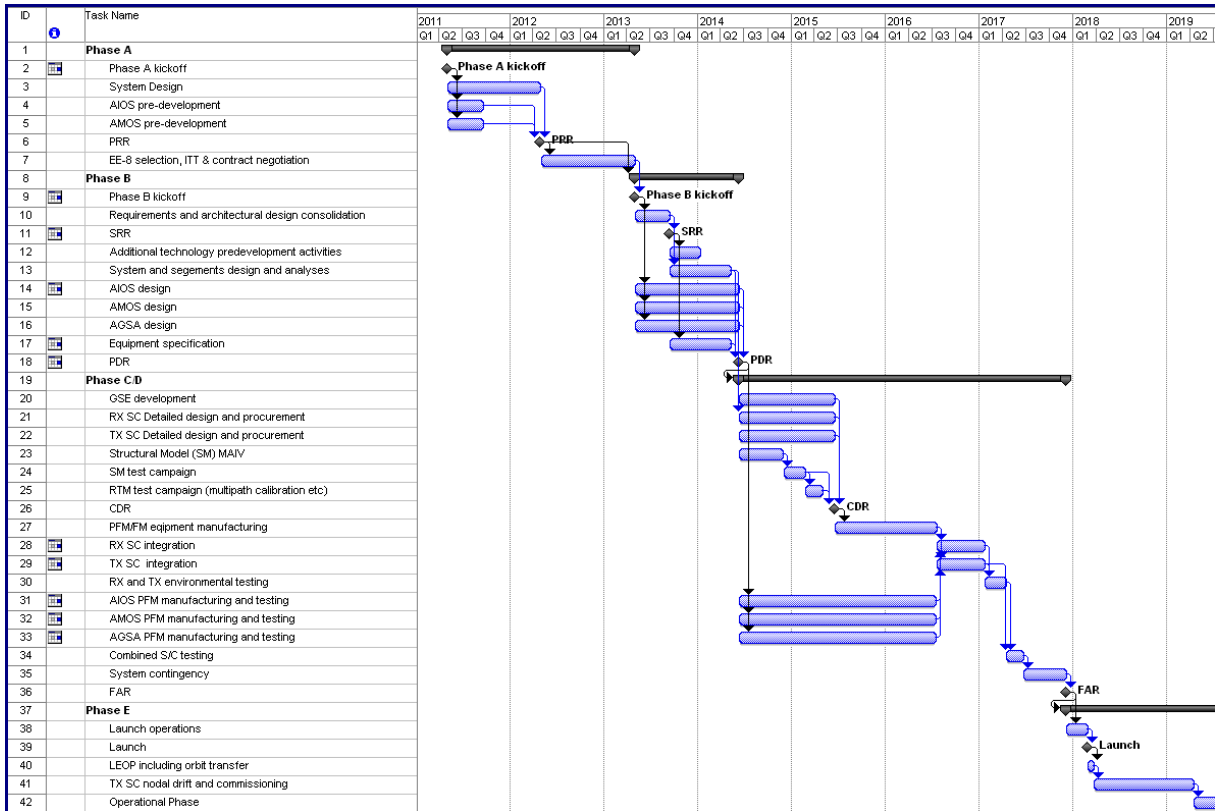 ID Task Name 2011 2012 2013 2014 2015 2016 2017 2018 2019
Q1 Q2 Q3 Q4 Q1 Q2 Q3 Q4 Q1 Q2 Q3 Q4 Q1 Q2 Q3 Q4 Q1 Q2 Q3 Q4 Q1 Q2 Q3 Q4 Q1 Q2 Q3 Q4 Q1 Q2 Q3 Q4 Q1 Q2
1 Phase A
2 Phase A kickoff Phase A kickoff
3 System Design
4 AIOS pre-development
5 AMOS pre-development
6 PRR PRR
7 EE-8 selection, ITT & contract negotiation
8 Phase B
9 Phase B kickoff Phase B kickoff
10 Requirements and architectural design consolidation
11 SRR SRR
12 Additional technology predevelopment activities
13 System and segements design and analyses
14 AIOS design
15 AMOS design
16 AGSA design
17 Equipment specification
18 PDR PDR
19 Phase C/D
20 GSE development
21 RX SC Detailed design and procurement
22 TX SC Detailed design and procurement
23 Structural Model (SM) MAIV
24 SM test campaign
25 RTM test campaign (multipath calibration etc)
26 CDR CDR
27 PFM/FM eqipment manufacturing
28 RX SC integration
29 TX SC integration
30 RX and TX environmental testing
31 AIOS PFM manufacturing and testing
32 AMOS PFM manufacturing and testing
33 AGSA PFM manufacturing and testing
34 Combined S/C testing
35 System contingency
36 FAR FAR
37 Phase E
38 Launch operations
39 Launch Launch
40 LEOP including orbit transfer
41 TX SC nodal drift and commissioning
42 Operational Phase